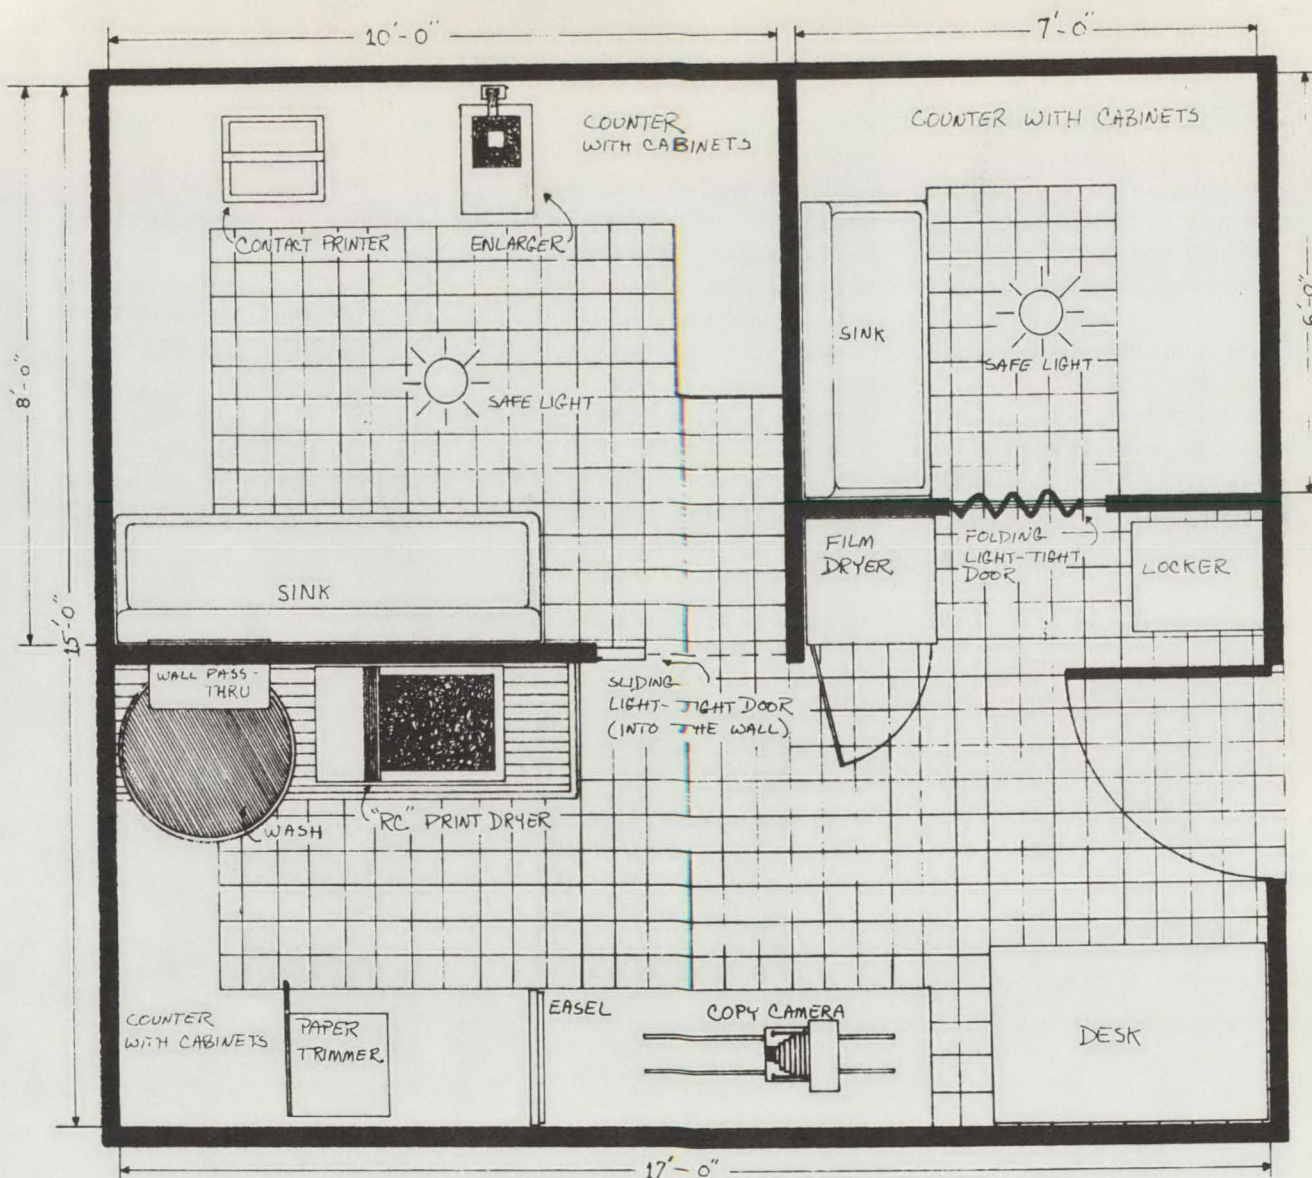 10'-0"
7'-0"
8'-0"
15'-0"
6'-0"
COUNTER
WITH CABINETS
COUNTER WITH CABINETS
CONTACT PRINTER
ENLARGER
SAFE LIGHT
SINK
SAFE LIGHT
SINK
FILM
DRYER
FOLDING
LIGHT-TIGHT
DOOR
LOCKER
WALL PASS-
THRU
SLIDING
LIGHT-TIGHT DOOR
(INTO THE WALL)
WASH
"RC" PRINT DRYER
COUNTER
WITH CABINETS
PAPER
TRIMMER
EASEL
COPY CAMERA
DESK
17'-0"